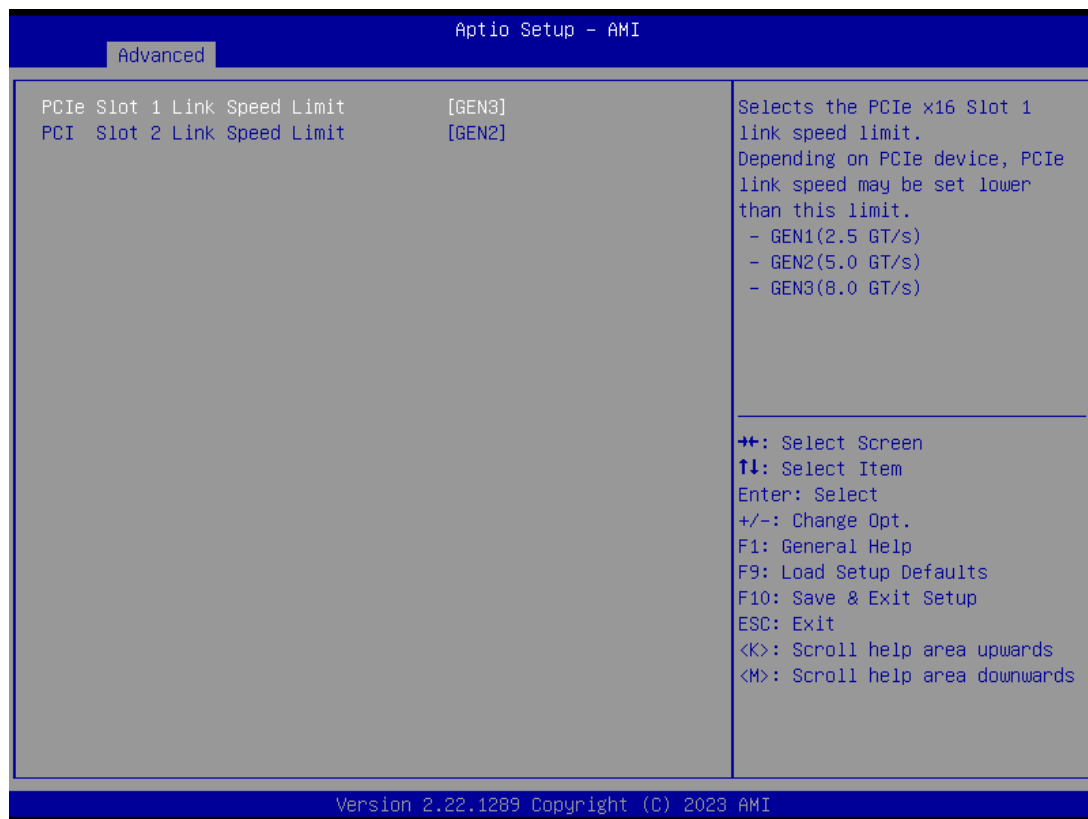 Aptio Setup – AMI
Advanced
PCIe Slot 1 Link Speed Limit [GEN3]
PCI Slot 2 Link Speed Limit [GEN2]
Selects the PCIe x16 Slot 1
link speed limit.
Depending on PCIe device, PCIe
link speed may be set lower
than this limit.
– GEN1(2.5 GT/s)
– GEN2(5.0 GT/s)
– GEN3(8.0 GT/s)
→←: Select Screen
↑↓: Select Item
Enter: Select
+/-: Change Opt.
F1: General Help
F9: Load Setup Defaults
F10: Save & Exit Setup
ESC: Exit
<K>: Scroll help area upwards
<M>: Scroll help area downwards
Version 2.22.1289 Copyright (C) 2023 AMI